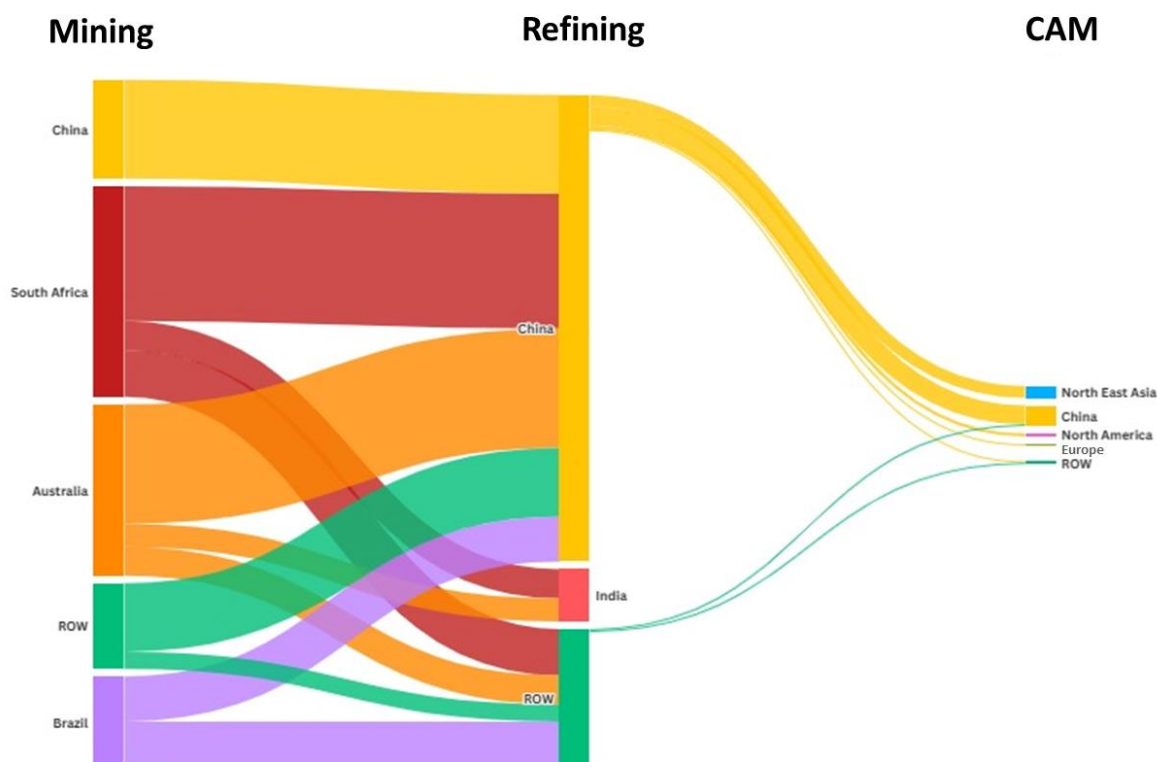 Mining
Refining
CAM
China
South Africa
Australia
ROW
Brazil
China
India
ROW
North East Asia
China
North America
Europe
ROW